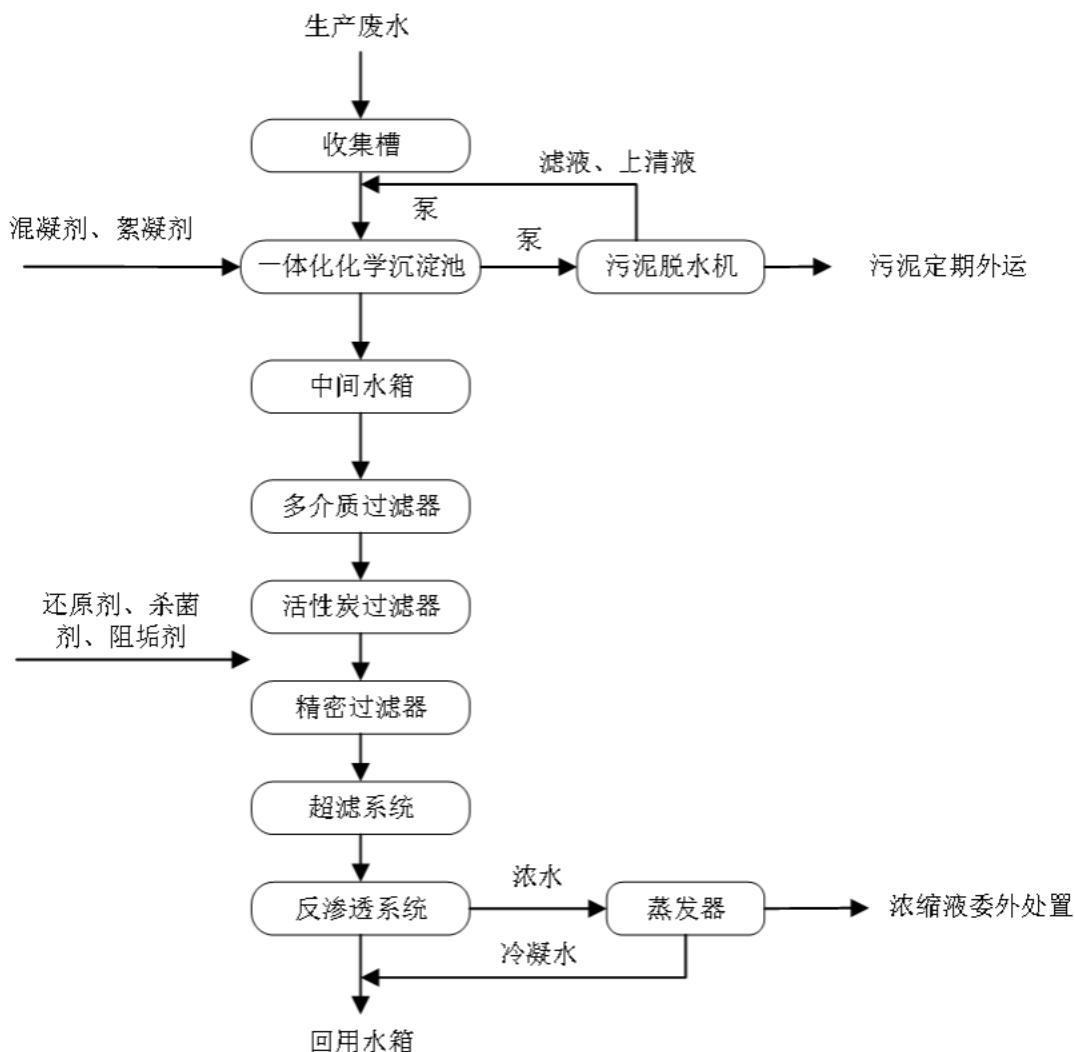 生产废水
收集槽
滤液、上清液
泵
混凝剂、絮凝剂
泵
一体化化学沉淀池
污泥脱水机
污泥定期外运
中间水箱
多介质过滤器
还原剂、杀菌
剂、阻垢剂
活性炭过滤器
精密过滤器
超滤系统
浓水
反渗透系统
蒸发器
浓缩液委外处置
冷凝水
回用水箱